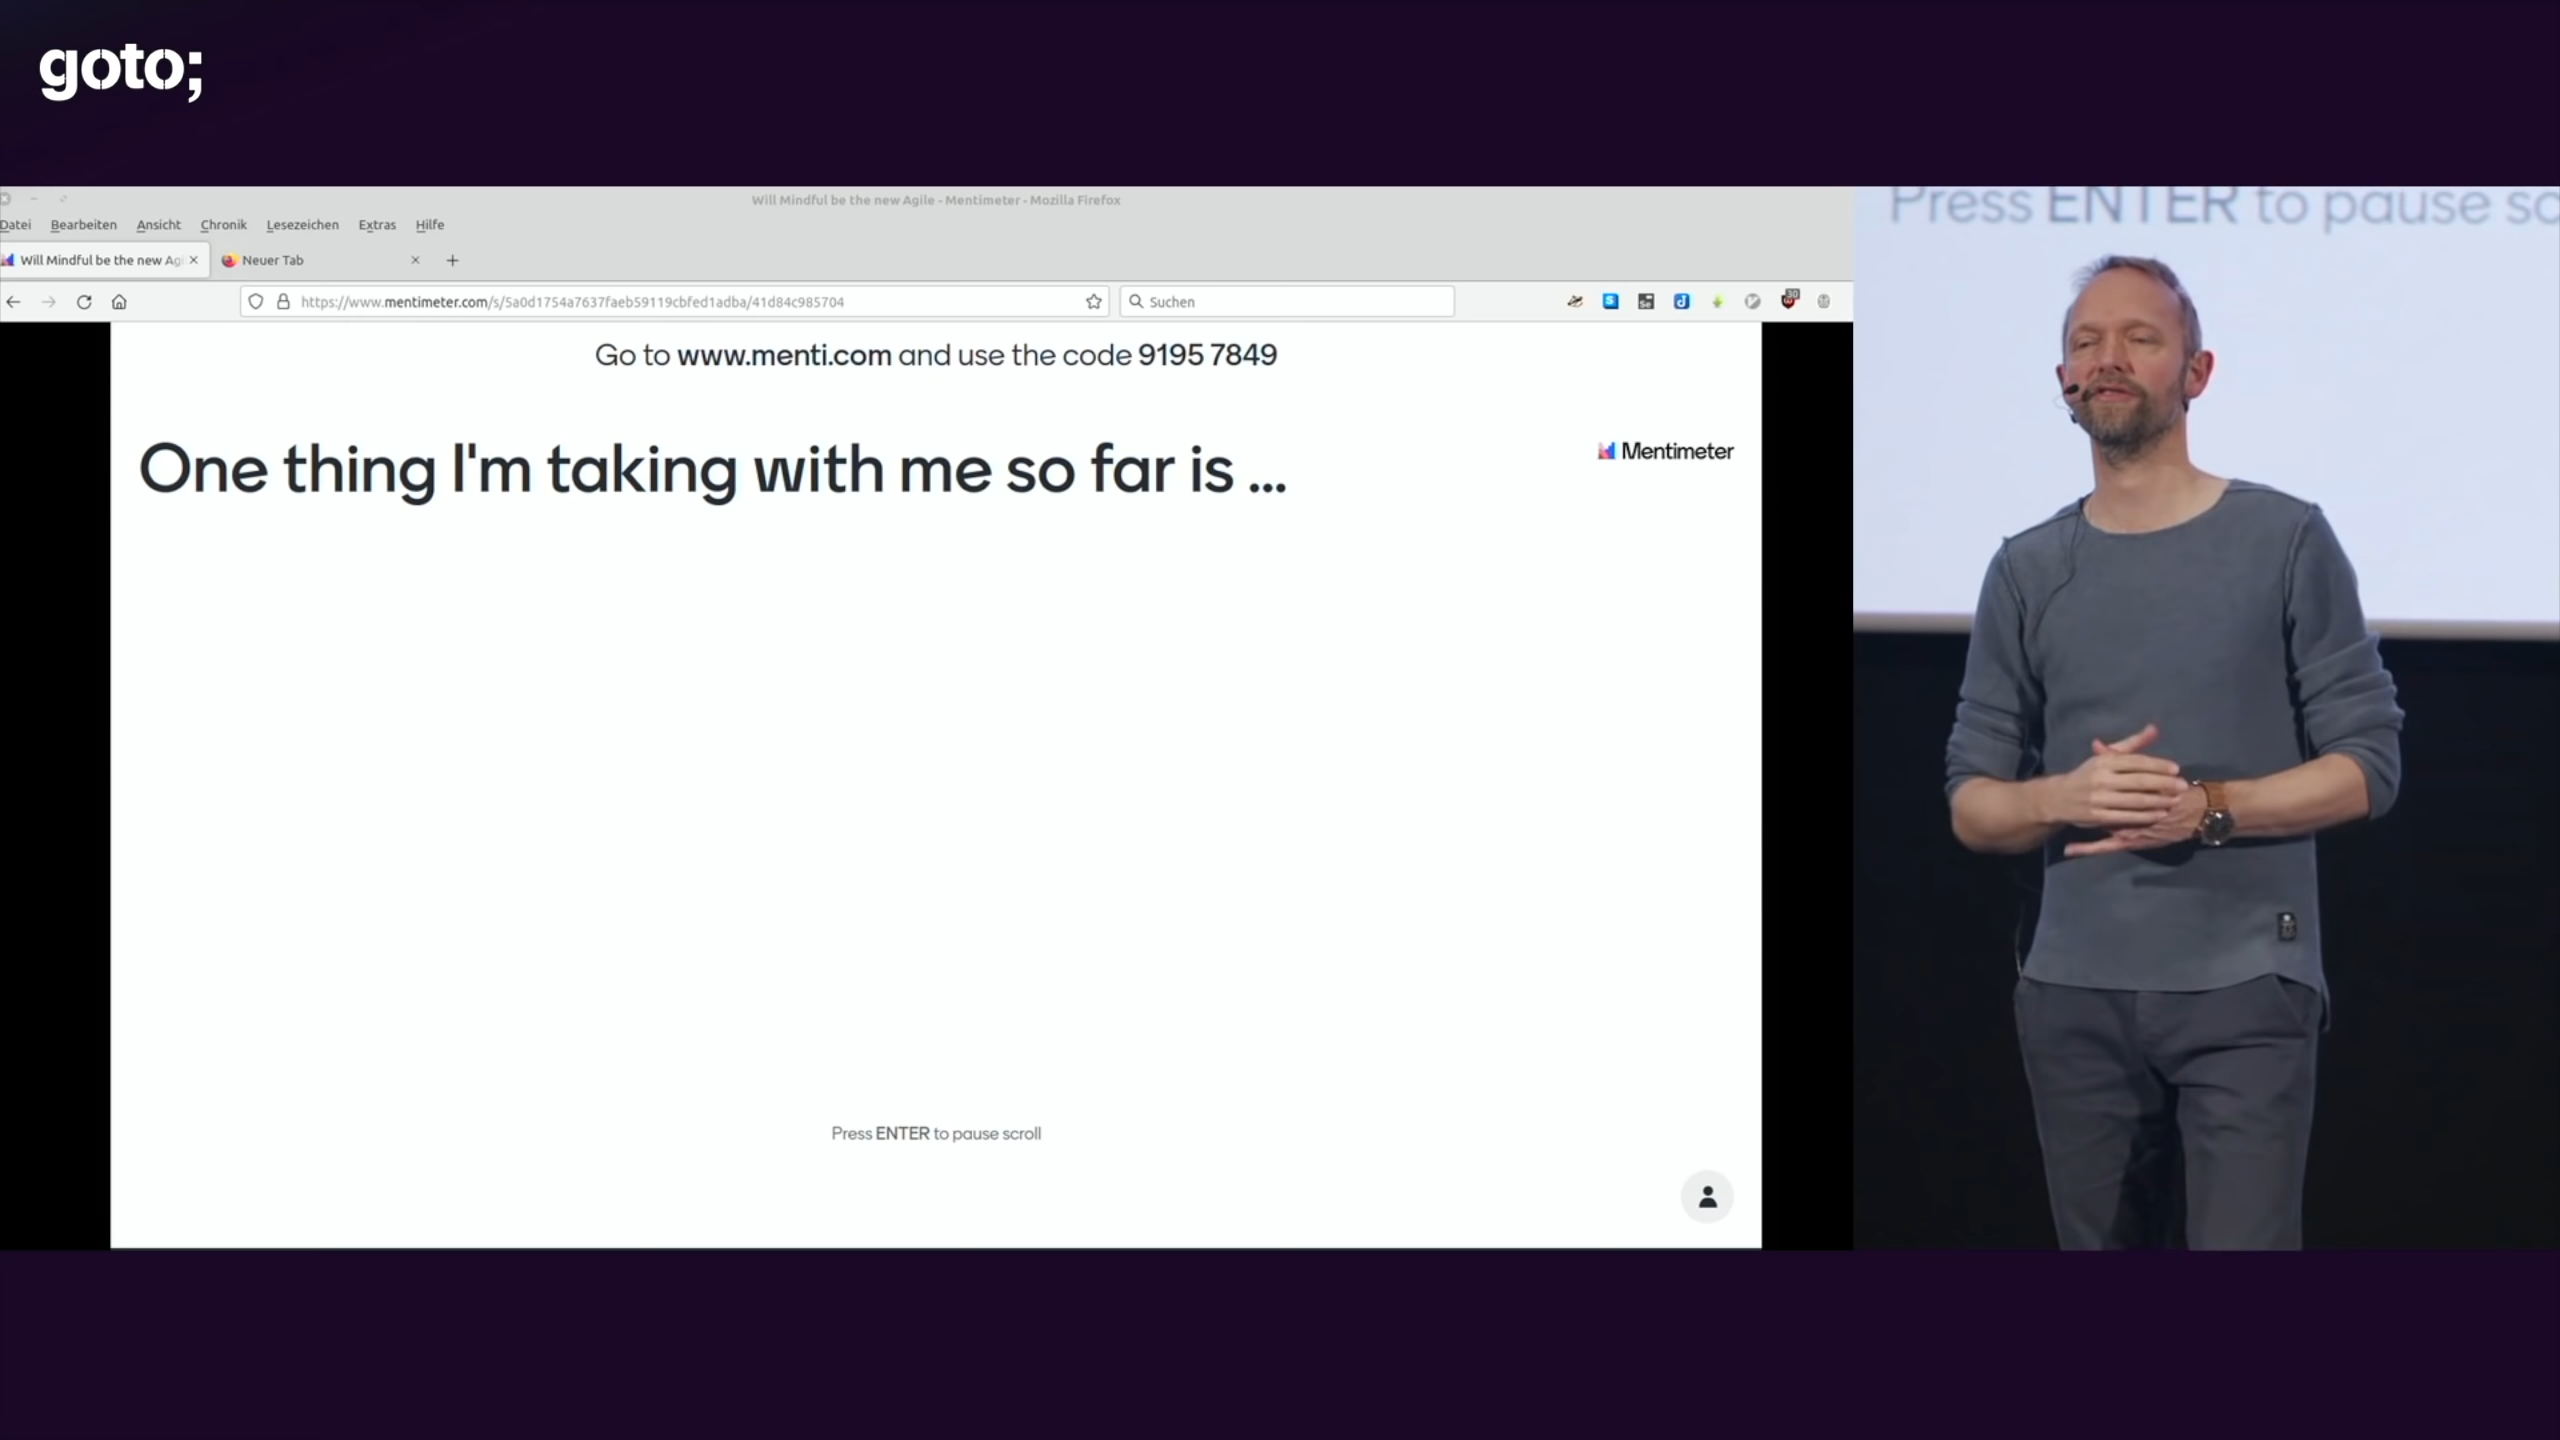 goto;
Will Mindful be the new Agile - Mentimeter - Mozilla Firefox
Datei Bearbeiten Ansicht Chronik Lesezeichen Extras Hilfe
Will Mindful be the new Ag
Neuer Tab
https://www.mentimeter.com/s/5a0d1754a7637faeb59119cbfed1adba/41d84c985704
Suchen
30
Go to www.menti.com and use the code 9195 7849
One thing I'm taking with me so far is ...
Mentimeter
Press ENTER to pause scroll
Press ENTER to pause sc